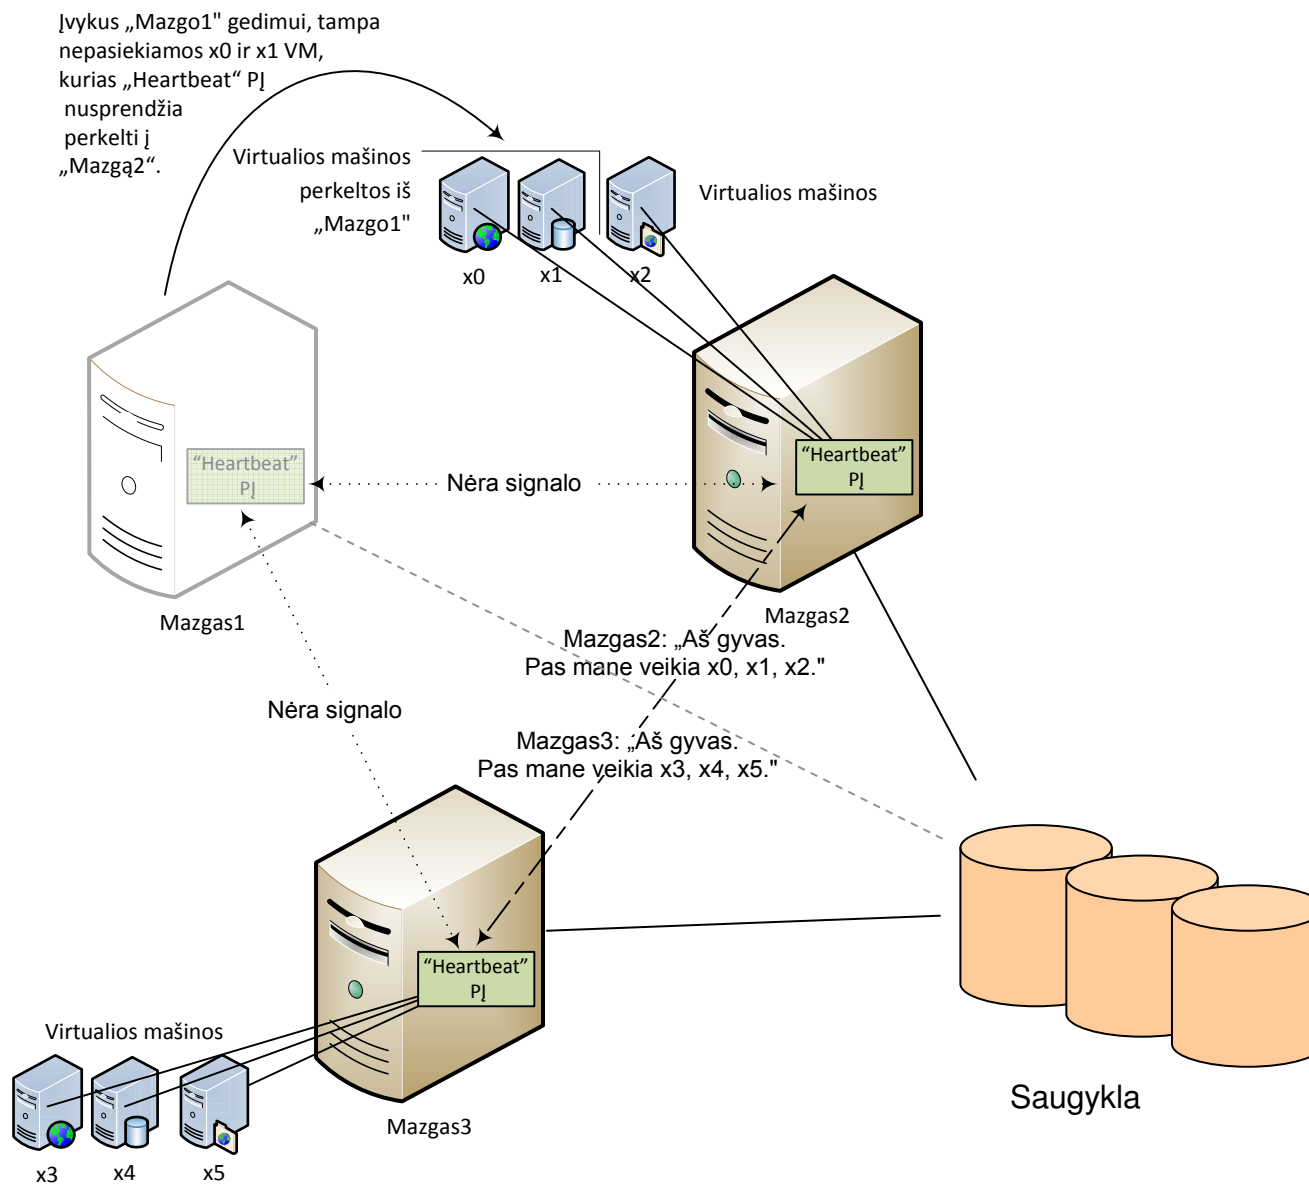 Įvykus „Mazgo1" gedimui, tampa
nepasiekiamos x0 ir x1 VM,
kurias „Heartbeat“ PĮ
nusprendžia
perkelti į
„Mazgą2“.
Virtualios mašinos
perkeltos iš
„Mazgo1"
Virtualios mašinos
x0
x1
x2
“Heartbeat”
PĮ
Nėra signalo
“Heartbeat”
PĮ
Mazgas1
Mazgas2
Mazgas2: „Aš gyvas.
Pas mane veikia x0, x1, x2."
Nėra signalo
Mazgas3: „Aš gyvas.
Pas mane veikia x3, x4, x5."
“Heartbeat”
PĮ
Virtualios mašinos
Saugykla
Mazgas3
x3
x4
x5